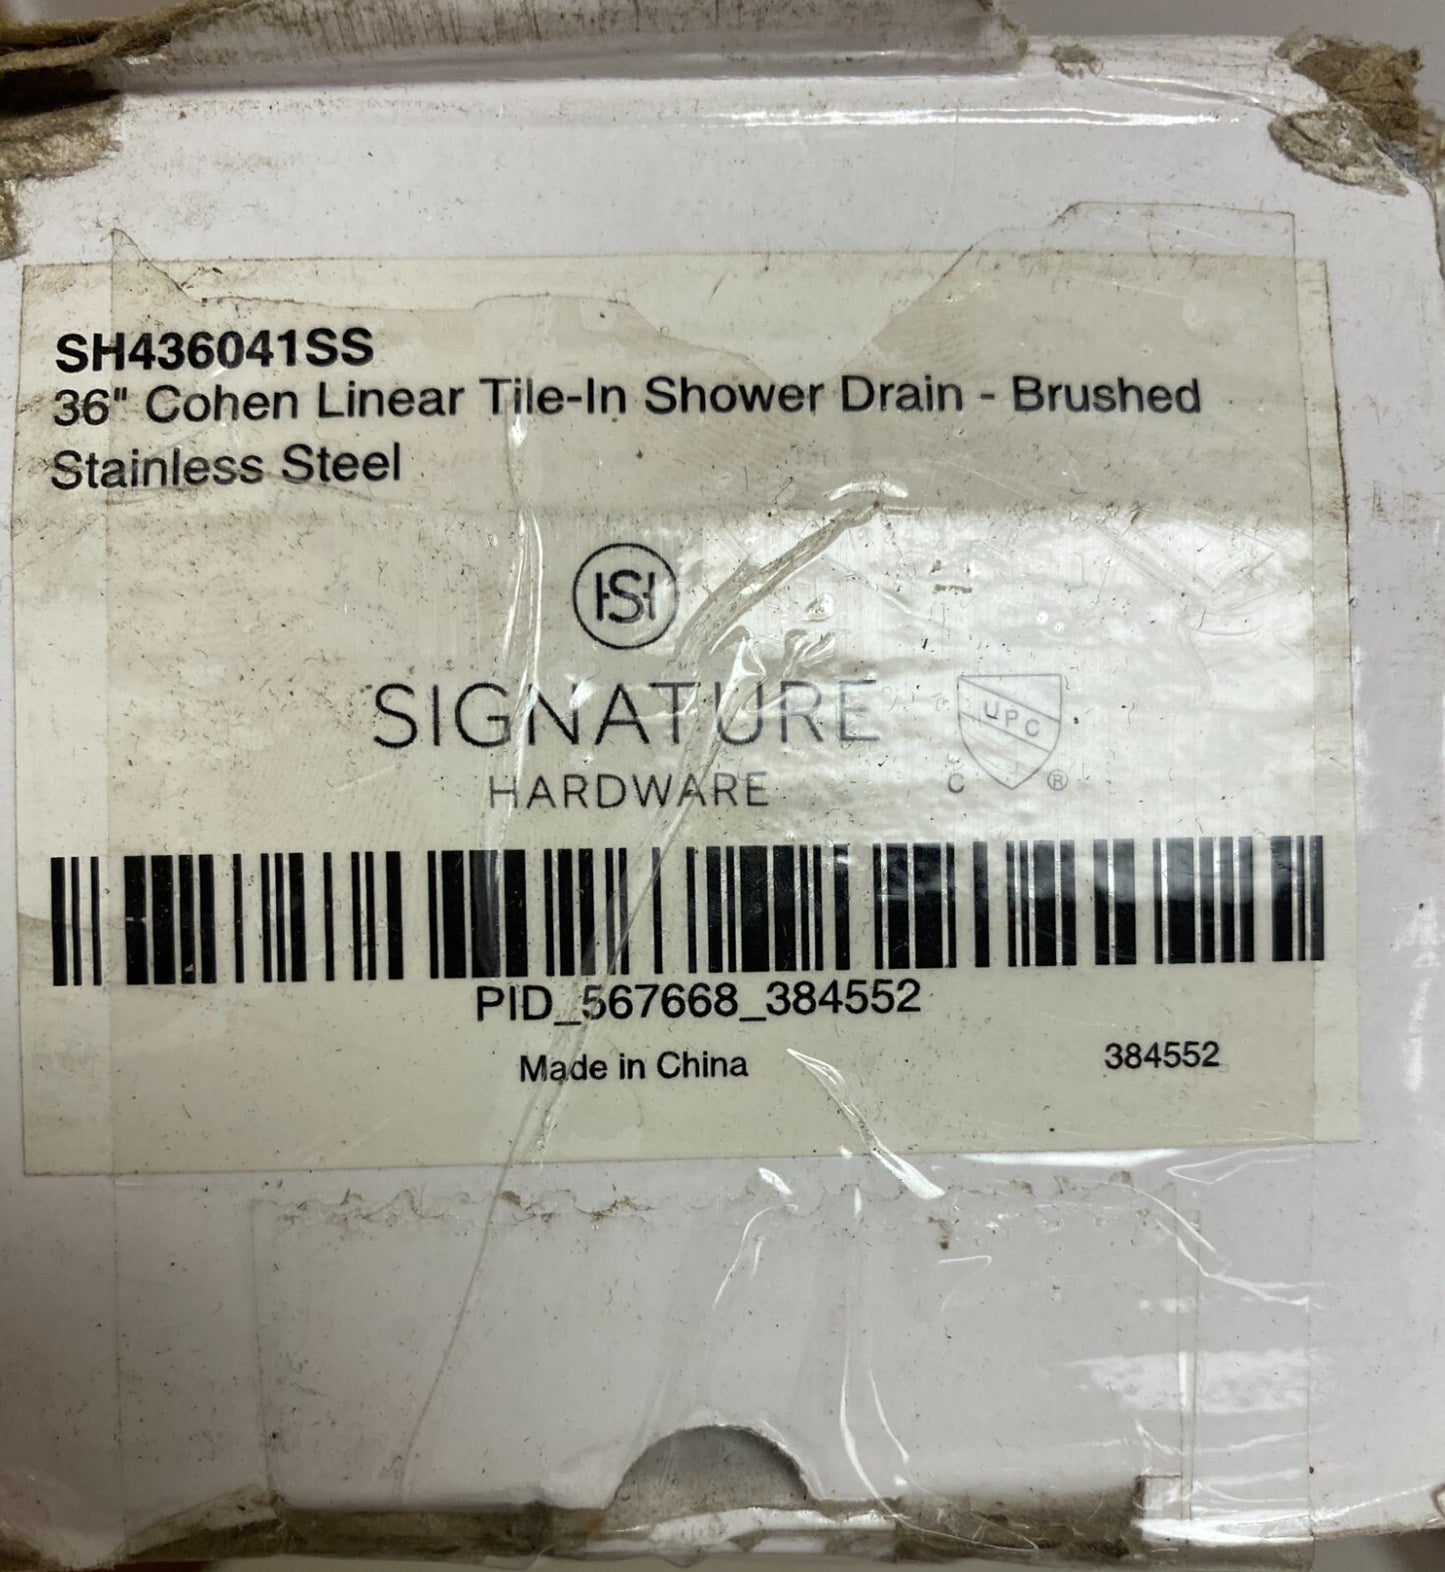 SH436041SS
36" Cohen Linear Tile-In Shower Drain - Brushed
Stainless Steel
HSH
SIGNATURE
HARDWARE
UPC
C ®
PID_567668_384552
Made in China
384552